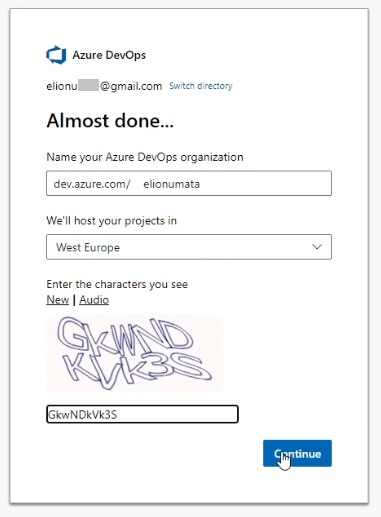 Azure DevOps
elionu @gmail.com Switch directory
Almost done...
Name your Azure DevOps organization
dev.azure.com/ elionumata
We'll host your projects in
West Europe
Enter the characters you see
New | Audio
GkWND
KVk3S
GkwNDkVk3S
Continue